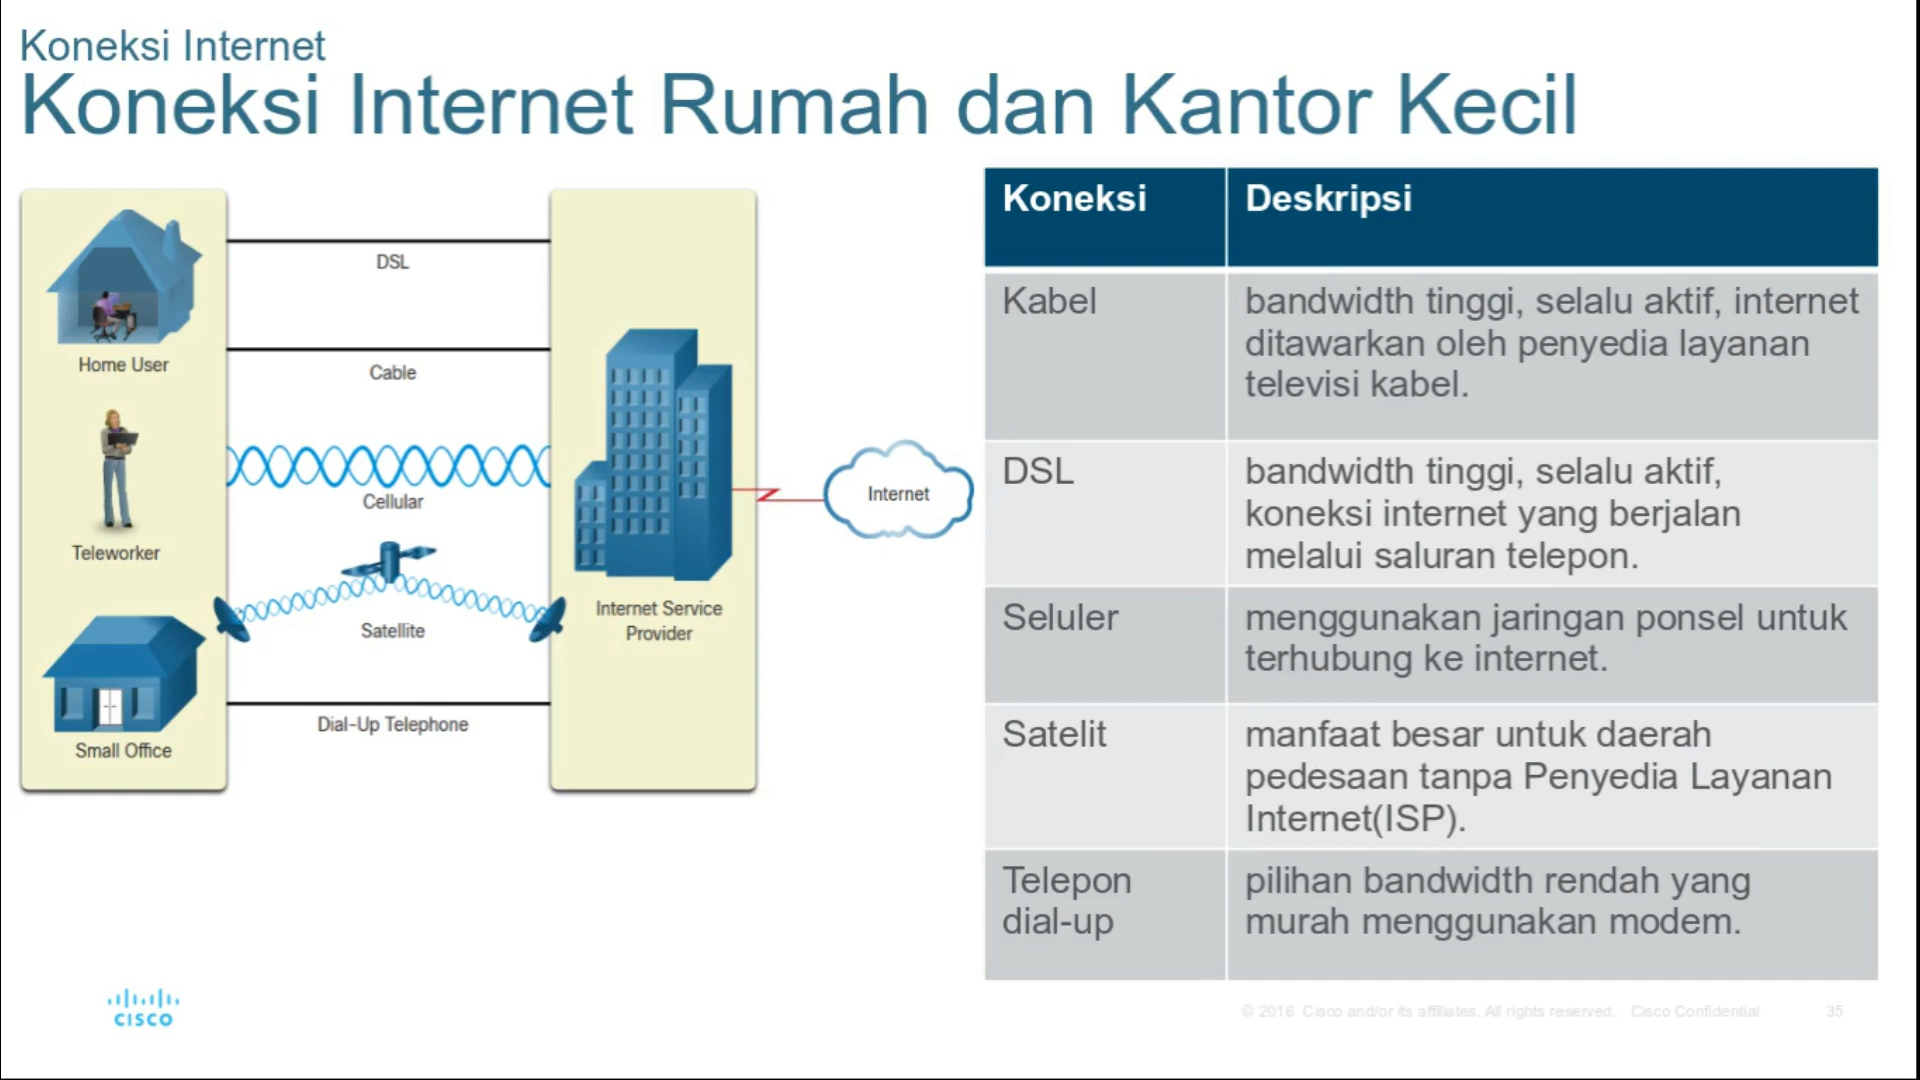 Koneksi Internet
Koneksi Internet Rumah dan Kantor Kecil
DSL
Home User
Cable
Teleworker
Cellular
Satellite
Small Office
Dial-Up Telephone
Internet Service
Provider
Internet
Koneksi
Deskripsi
Kabel
bandwidth tinggi, selalu aktif, internet
ditawarkan oleh penyedia layanan
televisi kabel.
DSL
bandwidth tinggi, selalu aktif,
koneksi internet yang berjalan
melalui saluran telepon.
Seluler
menggunakan jaringan ponsel untuk
terhubung ke internet.
Satelit
manfaat besar untuk daerah
pedesaan tanpa Penyedia Layanan
Internet(ISP).
Telepon
dial-up
pilihan bandwidth rendah yang
murah menggunakan modem.
CISCO
© 2016 Cisco and/or its affiliates. All rights reserved. Cisco Confidential
35